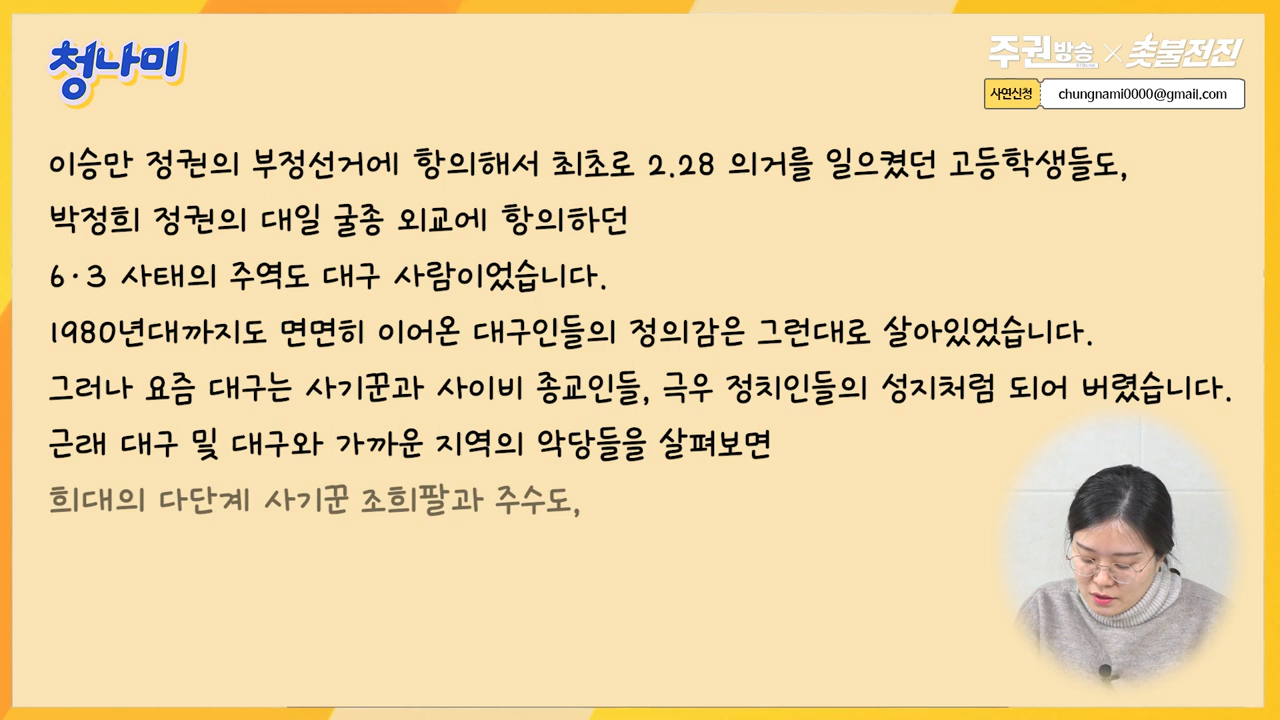 청나미
주권방송 × 촛불전진
사연신청 chungnami0000@gmail.com
이승만 정권의 부정선거에 항의해서 최초로 2.28 의거를 일으켰던 고등학생들도,
박정희 정권의 대일 굴종 외교에 항의하던
6·3 사태의 주역도 대구 사람이었습니다.
1980년대까지도 면면히 이어온 대구인들의 정의감은 그런대로 살아있었습니다.
그러나 요즘 대구는 사기꾼과 사이비 종교인들, 극우 정치인들의 성지처럼 되어 버렸습니다.
근래 대구 및 대구와 가까운 지역의 악당들을 살펴보면
희대의 다단계 사기꾼 조희팔과 주수도,